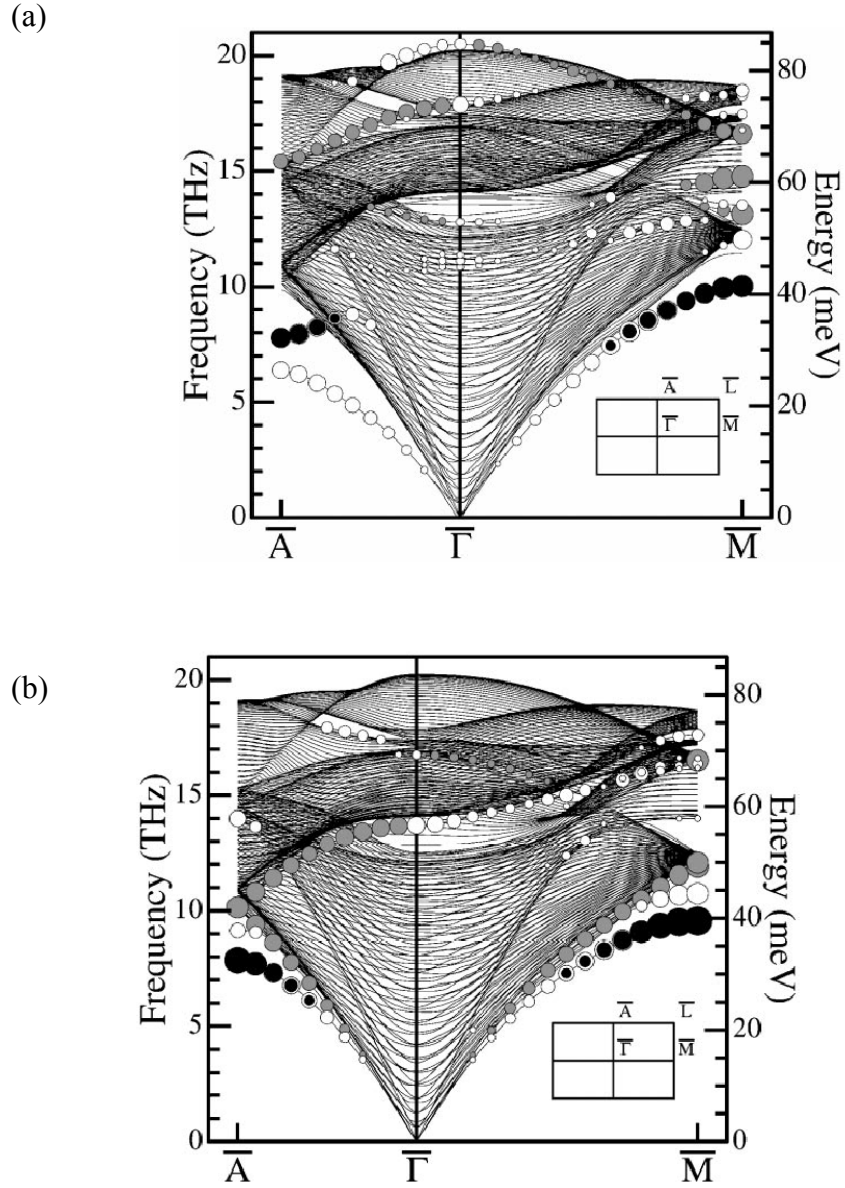 (a)
20
15
10
5
0
Frequency (THz)
80
60
40
20
0
Energy (meV)
A̅ L̅
Γ̅ M̅
A̅ Γ̅ M̅
(b)
20
15
10
5
0
Frequency (THz)
80
60
40
20
0
Energy (meV)
A̅ L̅
Γ̅ M̅
A̅ Γ̅ M̅